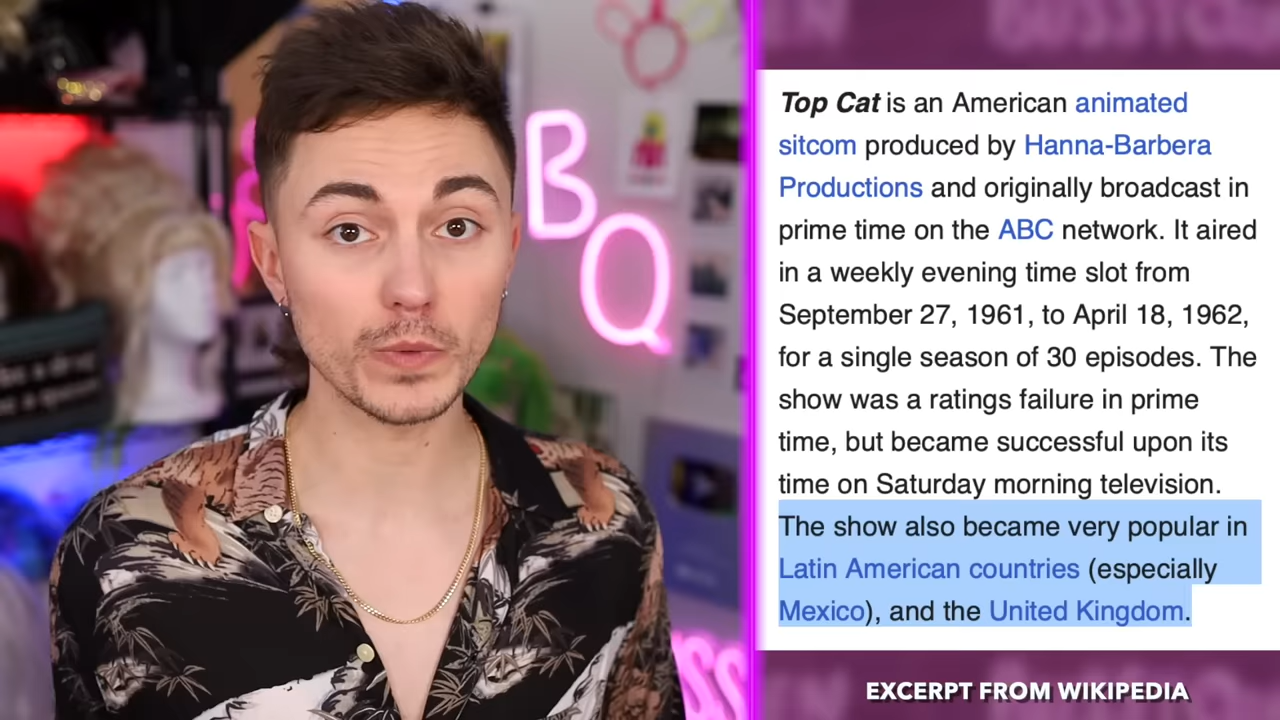 B
Q
Top Cat is an American animated
sitcom produced by Hanna-Barbera
Productions and originally broadcast in
prime time on the ABC network. It aired
in a weekly evening time slot from
September 27, 1961, to April 18, 1962,
for a single season of 30 episodes. The
show was a ratings failure in prime
time, but became successful upon its
time on Saturday morning television.
The show also became very popular in
Latin American countries (especially
Mexico), and the United Kingdom.
EXCERPT FROM WIKIPEDIA